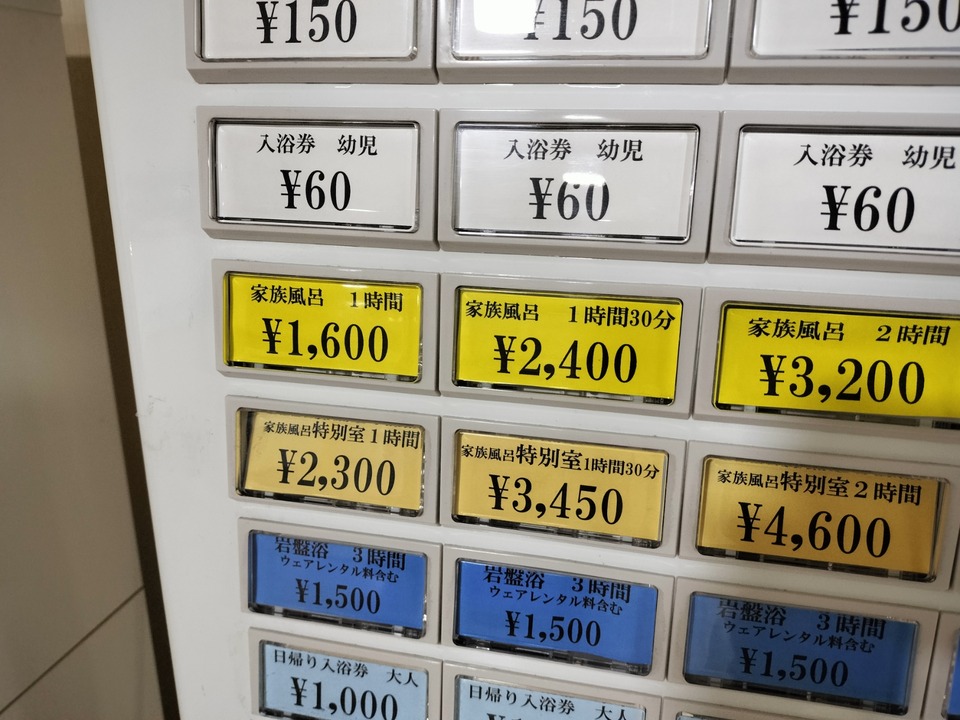 ¥150
¥150
¥150
入浴券 幼児
¥60
入浴券 幼児
¥60
入浴券 幼児
¥60
家族風呂 1時間
¥1,600
家族風呂 1時間30分
¥2,400
家族風呂 2時間
¥3,200
家族風呂特別室1時間
¥2,300
家族風呂特別室1時間30分
¥3,450
家族風呂特別室2時間
¥4,600
岩盤浴 3時間
ウェアレンタル料含む
¥1,500
岩盤浴 3時間
ウェアレンタル料含む
¥1,500
岩盤浴 3時間
ウェアレンタル料含む
¥1,500
日帰り入浴券 大人
¥1,000
日帰り入浴券 大人